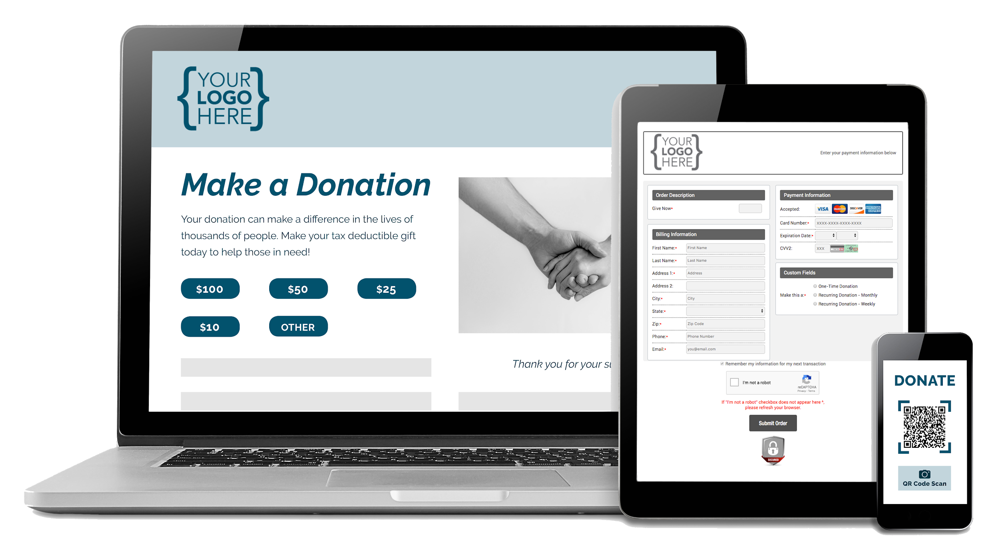 YOUR
LOGO
HERE
Make a Donation
Your donation can make a difference in the lives of
thousands of people. Make your tax deductible gift
today to help those in need!
$100
$50
$25
$10
OTHER
Thank you for your
YOUR
LOGO
HERE
Enter your payment information below
Order Description
Give Now*
Billing Information
First Name:* First Name
Last Name:* Last Name
Address 1:* Address
Address 2:
City:* City
State:*
Zip:* Zip Code
Phone:* Phone Number
Email:* you@email.com
Payment Information
Accepted: VISA MasterCard DISCOVER AMERICAN EXPRESS
Card Number:* XXXX-XXXX-XXXX-XXXX
Expiration Date:*
CVV2: XXX
Custom Fields
Make this a:*
One-Time Donation
Recurring Donation - Monthly
Recurring Donation - Weekly
Remember my information for my next transaction
I'm not a robot
reCAPTCHA
Privacy - Terms
If "I'm not a robot" checkbox does not appear here ^,
please refresh your browser.
Submit Order
SECURED
DONATE
QR Code Scan